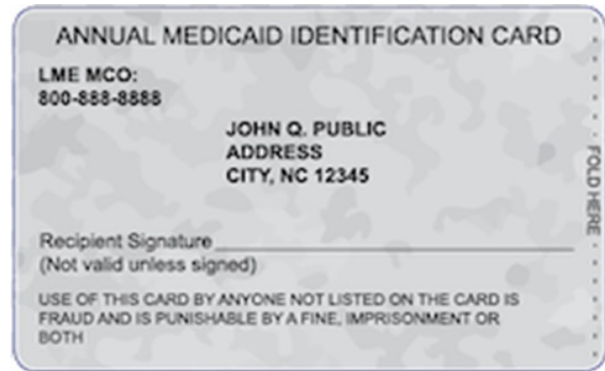 ANNUAL MEDICAID IDENTIFICATION CARD
LME MCO:
800-888-8888
JOHN Q. PUBLIC
ADDRESS
CITY, NC 12345
FOLD HERE
Recipient Signature
(Not valid unless signed)
USE OF THIS CARD BY ANYONE NOT LISTED ON THE CARD IS
FRAUD AND IS PUNISHABLE BY A FINE, IMPRISONMENT OR
BOTH